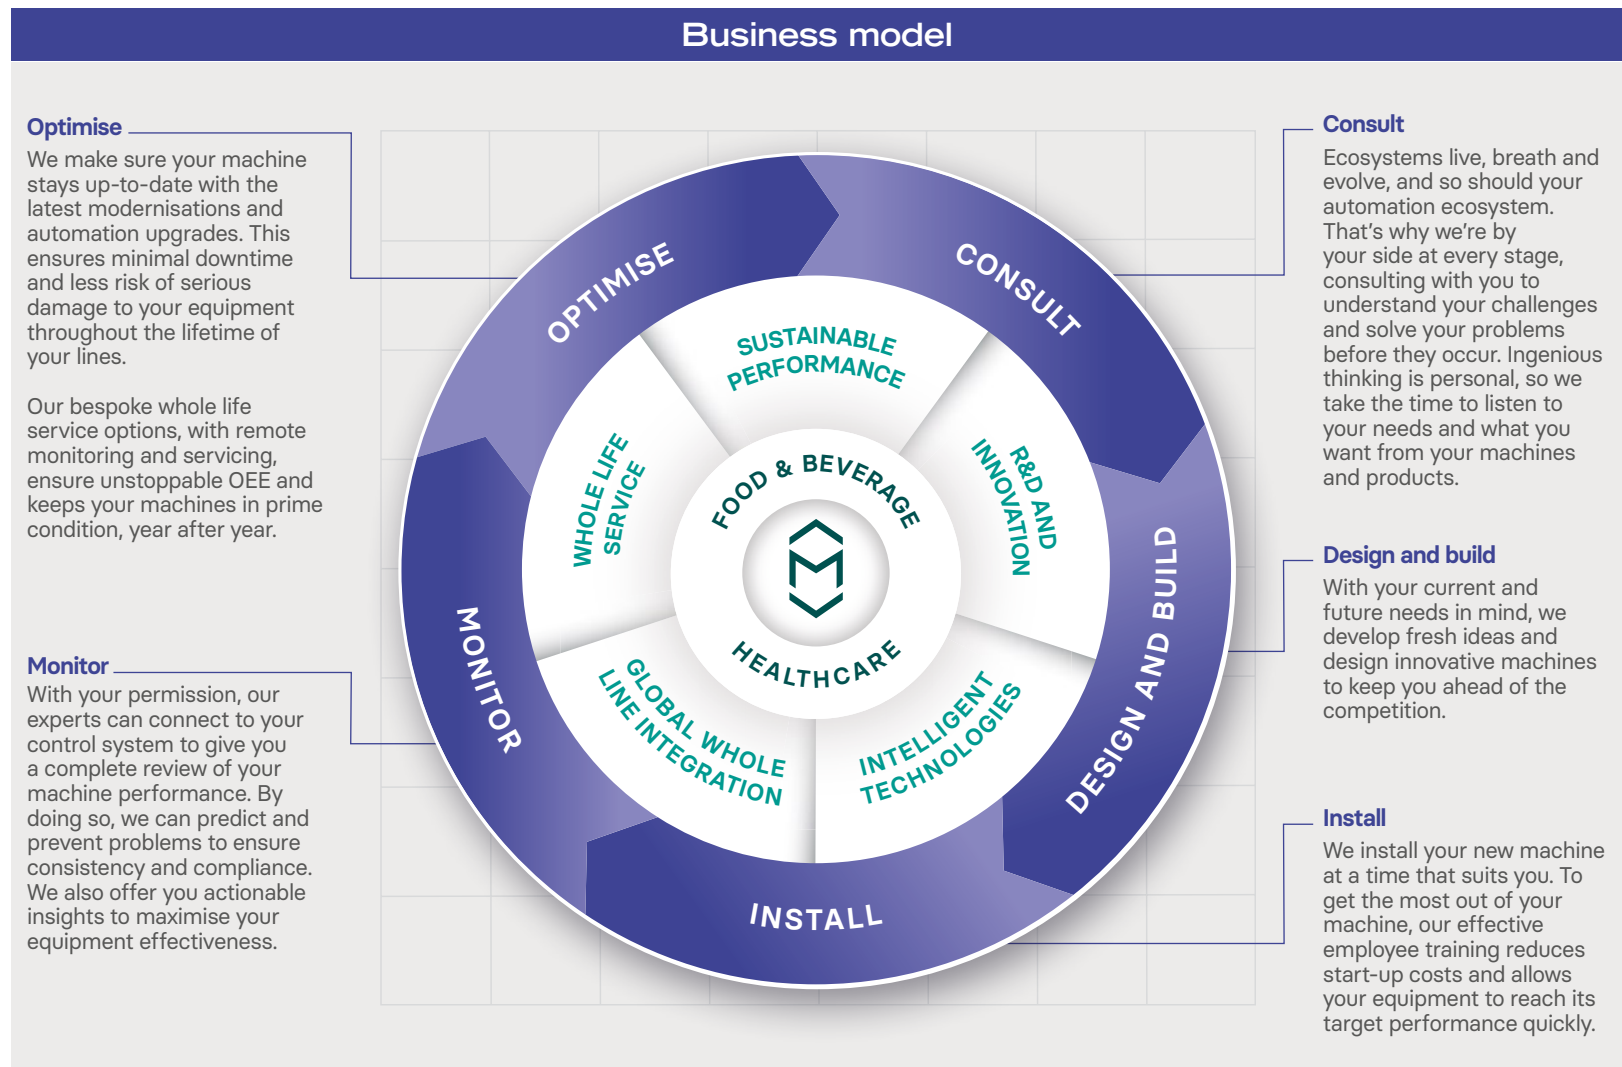 Business model
Optimise
We make sure your machine
stays up-to-date with the
latest modernisations and
automation upgrades. This
ensures minimal downtime
and less risk of serious
damage to your equipment
throughout the lifetime of
your lines.
Our bespoke whole life
service options, with remote
monitoring and servicing,
ensure unstoppable OEE and
keeps your machines in prime
condition, year after year.
Monitor
With your permission, our
experts can connect to your
control system to give you
a complete review of your
machine performance. By
doing so, we can predict and
prevent problems to ensure
consistency and compliance.
We also offer you actionable
insights to maximise your
equipment effectiveness.
OPTIMISE
CONSULT
DESIGN AND BUILD
INSTALL
MONITOR
SUSTAINABLE
PERFORMANCE
R&D AND
INNOVATION
INTELLIGENT
TECHNOLOGIES
GLOBAL WHOLE
LINE INTEGRATION
WHOLE LIFE
SERVICE
FOOD & BEVERAGE
HEALTHCARE
Consult
Ecosystems live, breath and
evolve, and so should your
automation ecosystem.
That's why we're by
your side at every stage,
consulting with you to
understand your challenges
and solve your problems
before they occur. Ingenious
thinking is personal, so we
take the time to listen to
your needs and what you
want from your machines
and products.
Design and build
With your current and
future needs in mind, we
develop fresh ideas and
design innovative machines
to keep you ahead of the
competition.
Install
We install your new machine
at a time that suits you. To
get the most out of your
machine, our effective
employee training reduces
start-up costs and allows
your equipment to reach its
target performance quickly.